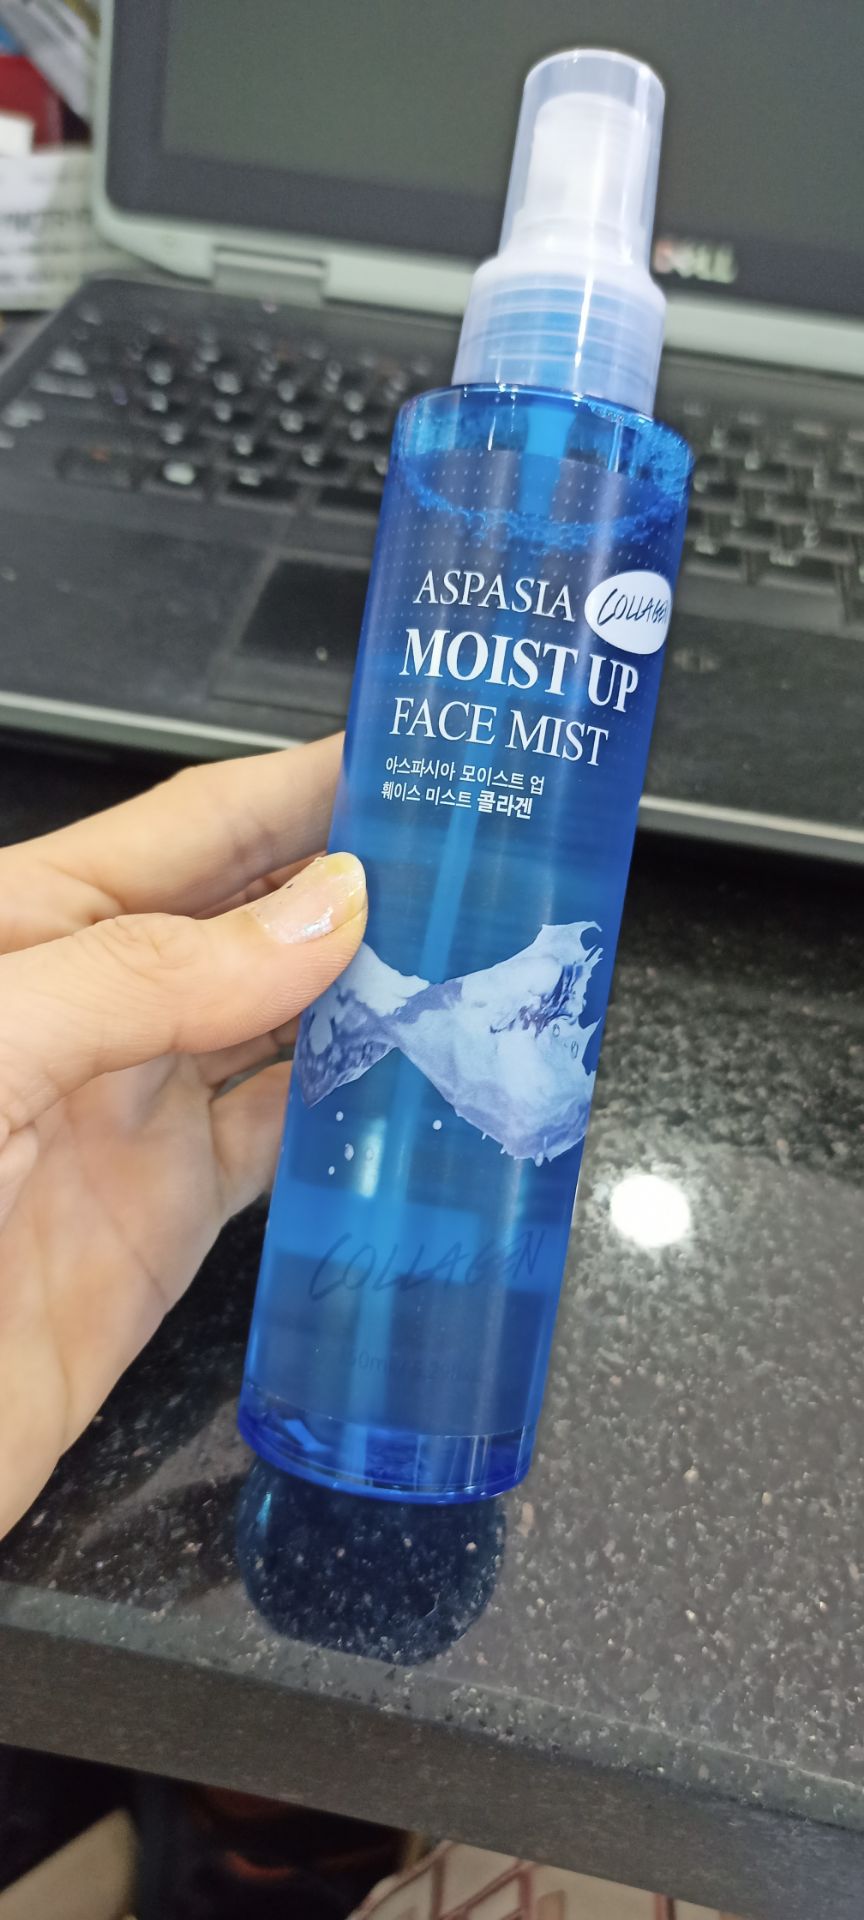 DELL
ASPASIA COLLAGEN
MOIST UP
FACE MIST
아스파시아 모이스트 업
훼이스 미스트 콜라겐
COLLAGEN